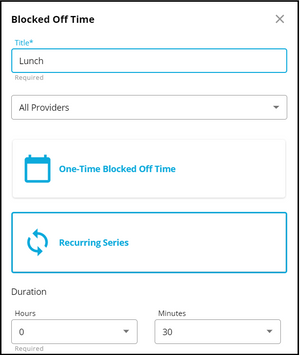 Blocked Off Time
Title*
Lunch
Required
All Providers
One-Time Blocked Off Time
Recurring Series
Duration
Hours
Minutes
0
30
Required